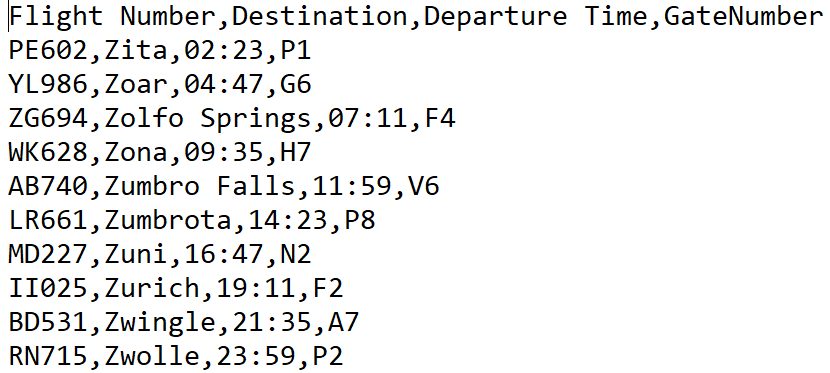 Flight Number,Destination,Departure Time,GateNumber
PE602,Zita,02:23,P1
YL986,Zoar,04:47,G6
ZG694,Zolfo Springs,07:11,F4
WK628,Zona,09:35,H7
AB740,Zumbro Falls,11:59,V6
LR661,Zumbrota,14:23,P8
MD227,Zuni,16:47,N2
II025,Zurich,19:11,F2
BD531,Zwingle,21:35,A7
RN715,Zwolle,23:59,P2